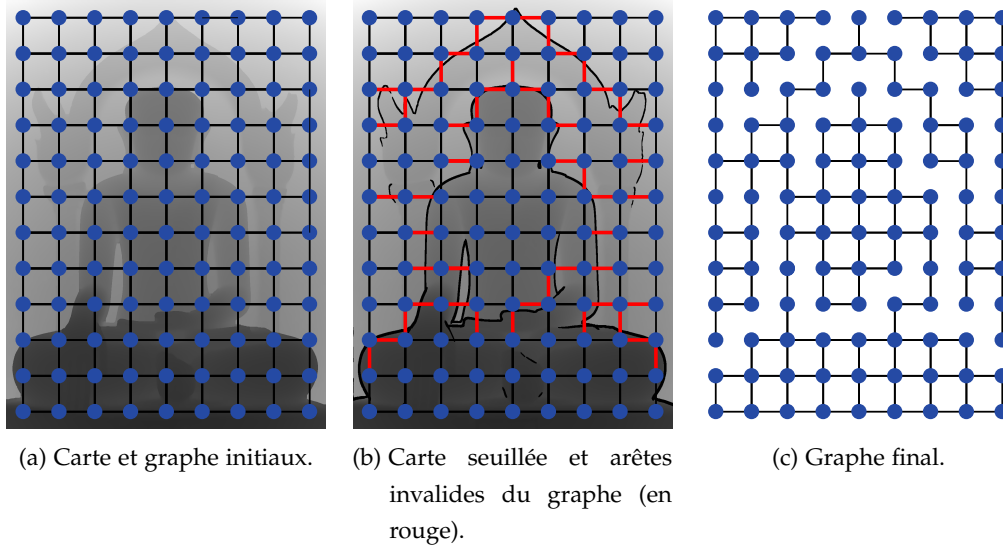 (a) Carte et graphe initiaux.
(b) Carte seuillée et arêtes
invalides du graphe (en
rouge).
(c) Graphe final.